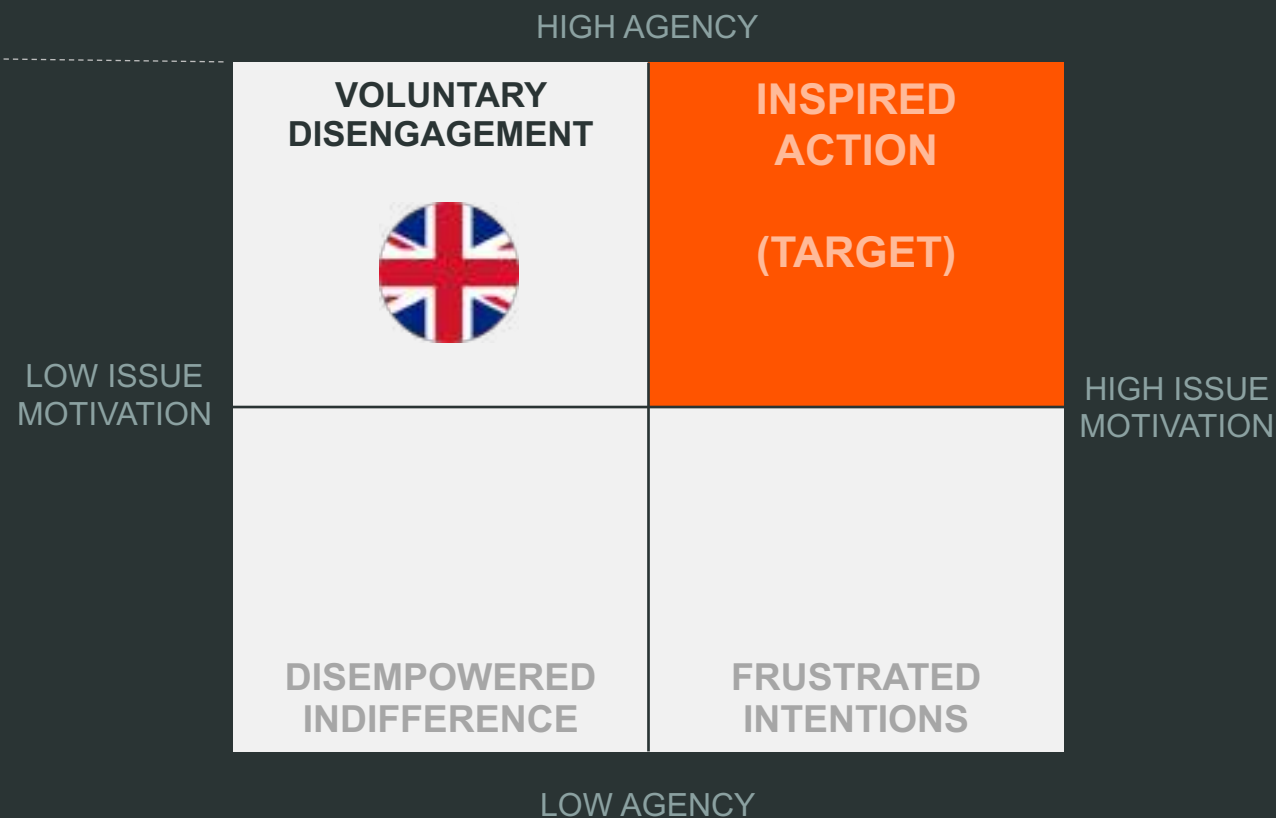 HIGH AGENCY
VOLUNTARY
DISENGAGEMENT
INSPIRED
ACTION
(TARGET)
LOW ISSUE
MOTIVATION
HIGH ISSUE
MOTIVATION
DISEMPOWERED
INDIFFERENCE
FRUSTRATED
INTENTIONS
LOW AGENCY